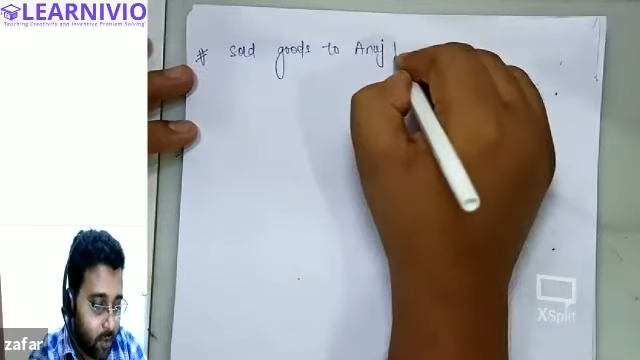 LEARNIVIO
Teaching Creativity and Inventive Problem Solving
# sold goods to Anuj
XSplit
zafar